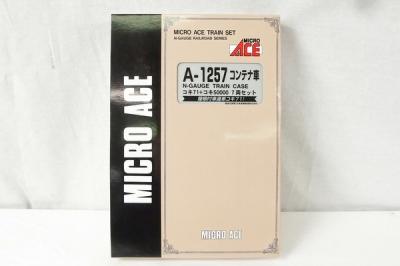 MICRO ACE TRAIN SET
N-GAUGE RAILROAD SERIES
MICRO
ACE
A-1257 コンテナ車
N-GAUGE TRAIN CASE
コキ71+コキ50000 7両セット
MICRO ACE
MICRO ACE